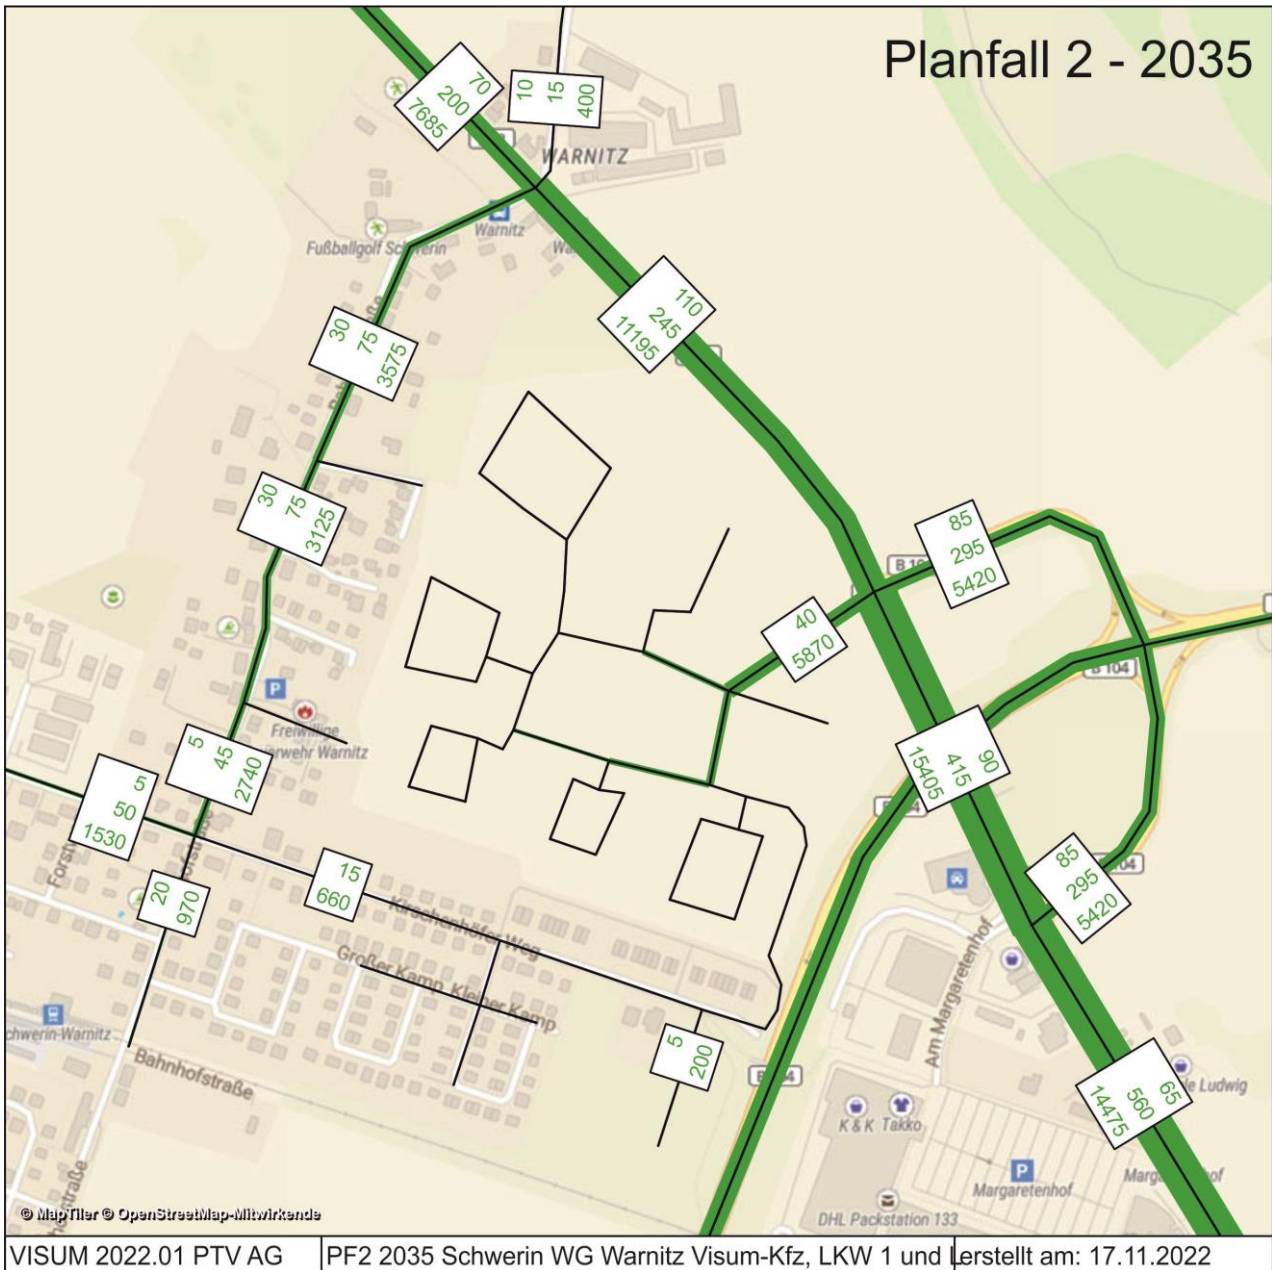 Planfall 2 - 2035
70
200
7685
10
15
400
WARNITZ
Warnitz
Fußballgolf
110
245
11195
30
75
3575
30
75
3125
85
295
5420
40
5870
B 104
P
Freiwillige
Warnitz
5
45
2740
5
50
1530
90
415
15405
20
970
15
660
85
295
5420
Kirschenhöfer Weg
Großer Kamp
Kleiner Kamp
Am Margaretenhof
5
200
Bahnhofstraße
65
560
14475
K & K
Takko
P
Margaretenhof
DHL Packstation 133
© MapTiler © OpenStreetMap-Mitwirkende
VISUM 2022.01 PTV AG
PF2 2035 Schwerin WG Warnitz Visum-Kfz, LKW 1 und
erstellt am: 17.11.2022